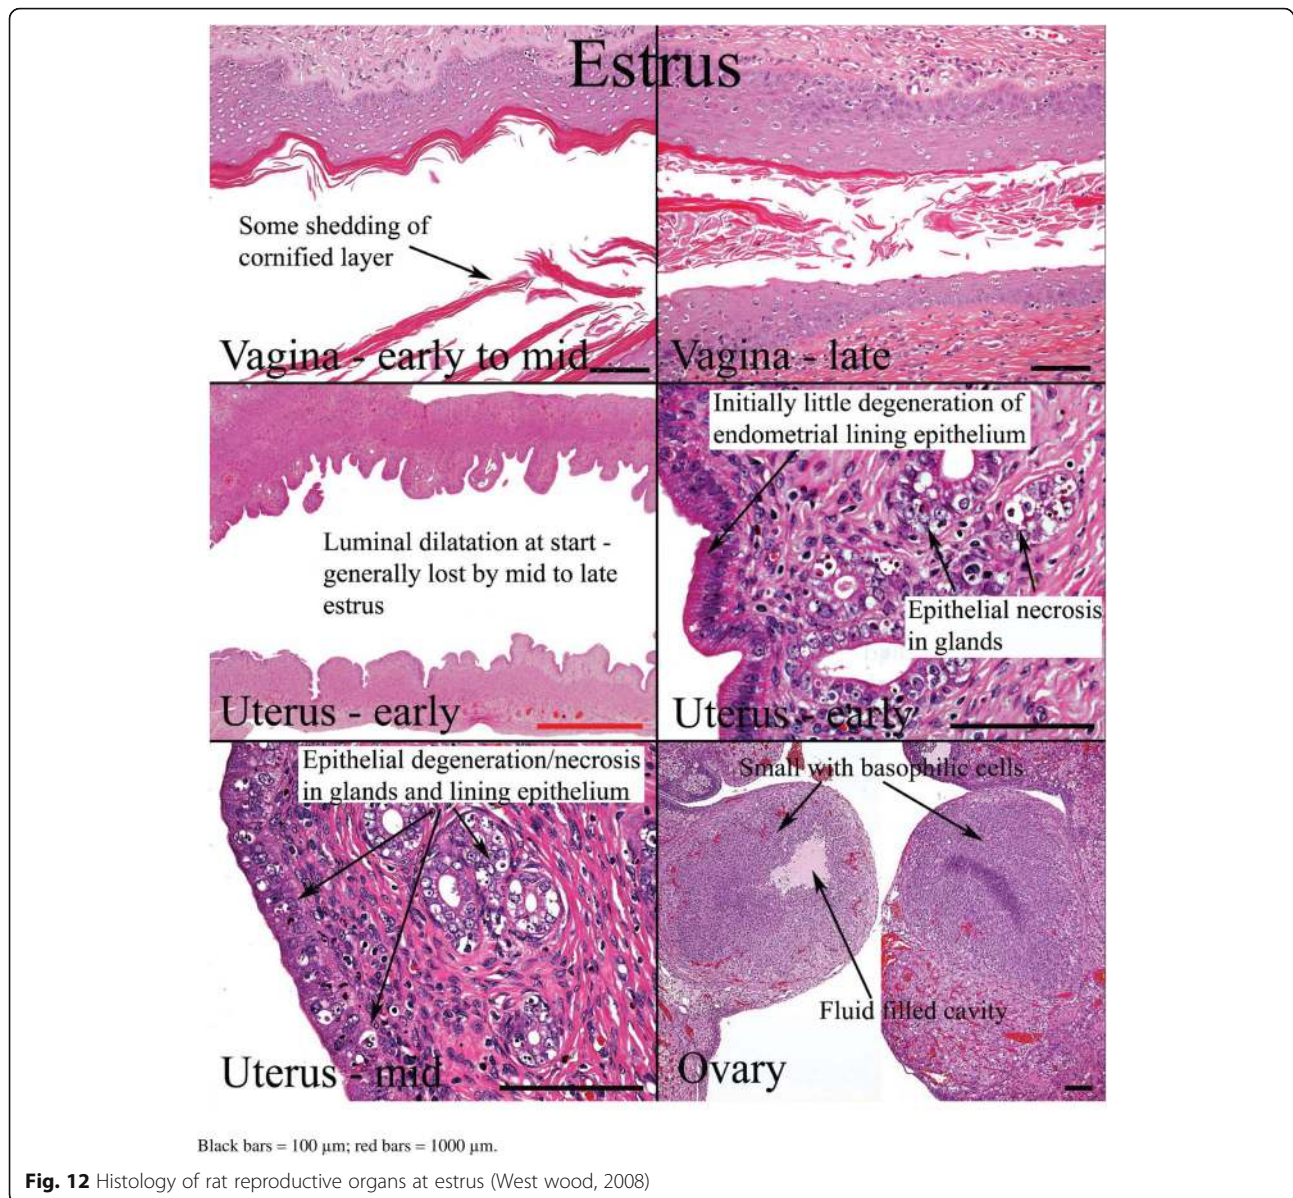 Estrus
Some shedding of
cornified layer
Vagina - early to mid
Vagina - late
Luminal dilatation at start -
generally lost by mid to late
estrus
Uterus - early
Initially little degeneration of
endometrial lining epithelium
Epithelial necrosis
in glands
Uterus - early
Epithelial degeneration/necrosis
in glands and lining epithelium
Uterus - mid
Small with basophilic cells
Fluid filled cavity
Ovary
Black bars = 100 µm; red bars = 1000 µm.
Fig. 12 Histology of rat reproductive organs at estrus (West wood, 2008)